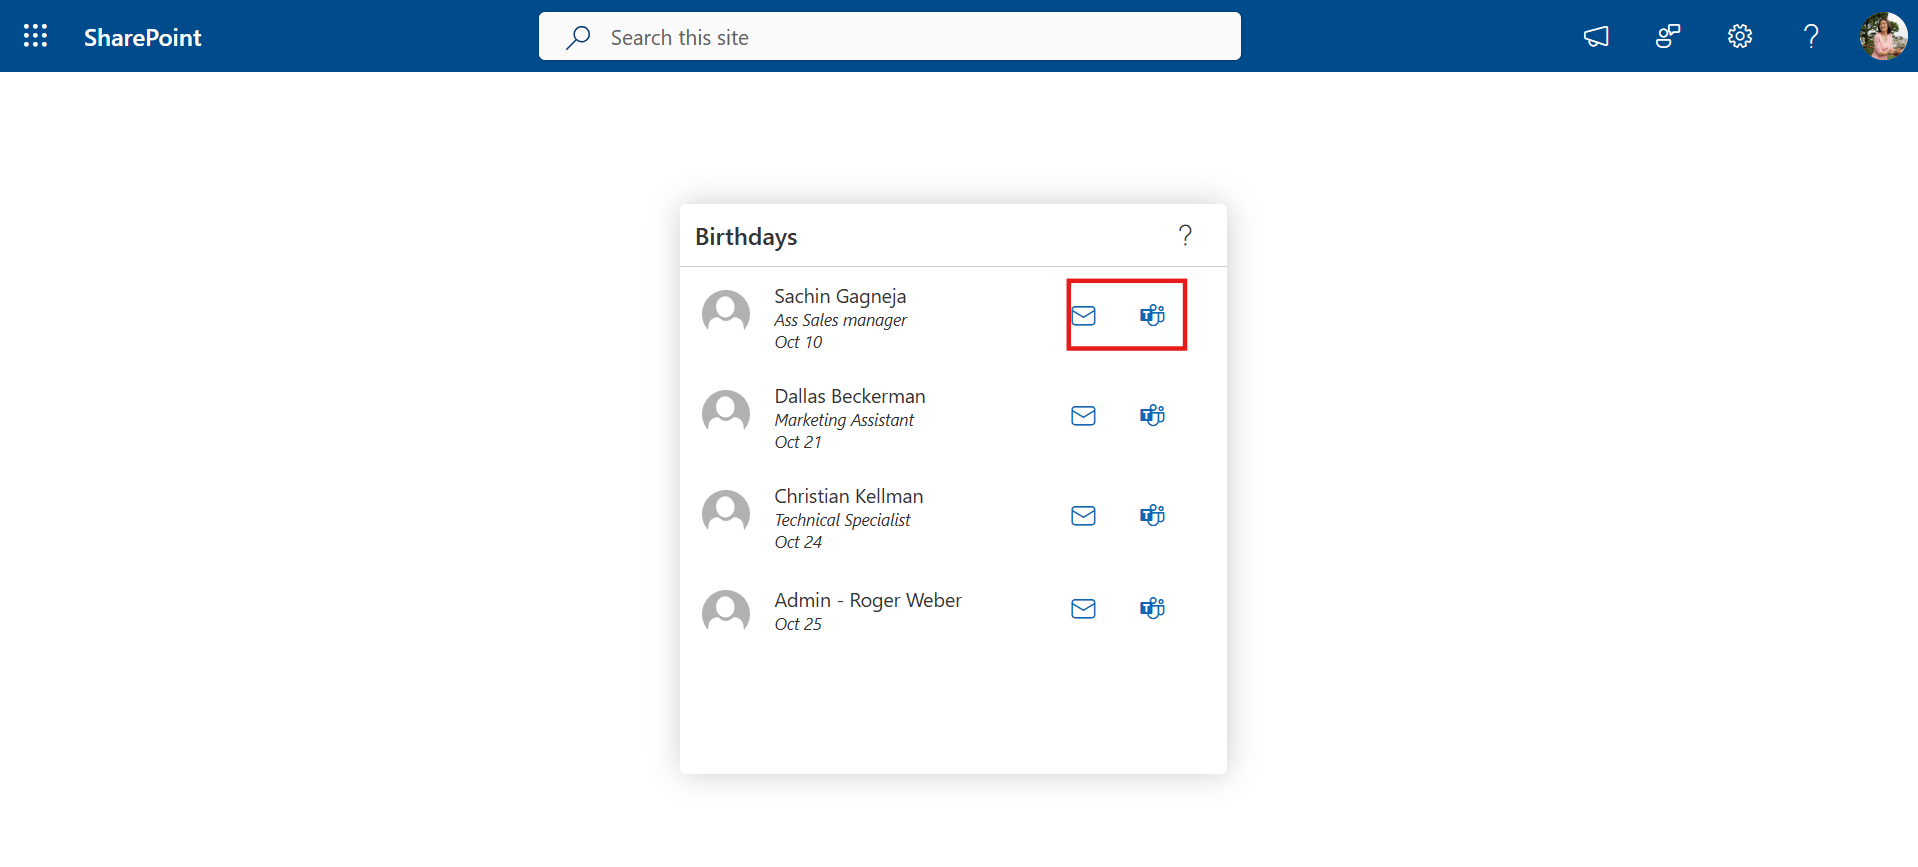 SharePoint
Search this site
?
Birthdays
?
Sachin Gagneja
Ass Sales manager
Oct 10
Dallas Beckerman
Marketing Assistant
Oct 21
Christian Kellman
Technical Specialist
Oct 24
Admin - Roger Weber
Oct 25